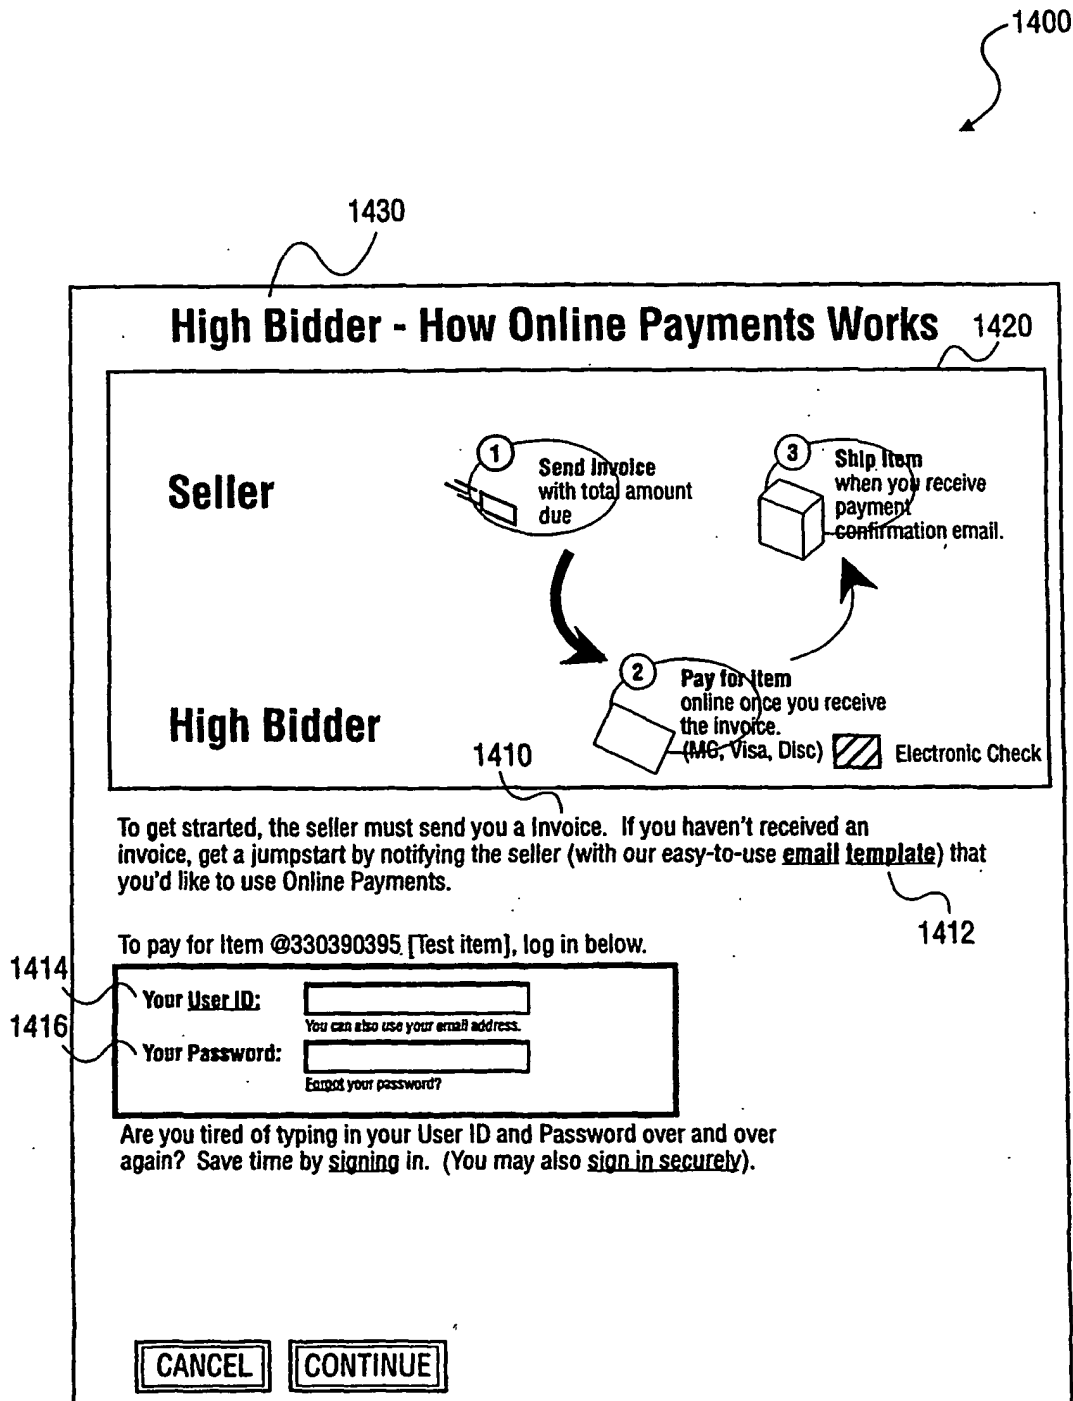 1400
1430
High Bidder - How Online Payments Works
1420
1
Send Invoice
with total amount
due
3
Ship Item
when you receive
payment
confirmation email.
Seller
2
Pay for item
online once you receive
the invoice.
(MC, Visa, Disc)
Electronic Check
High Bidder
1410
To get strarted, the seller must send you a Invoice. If you haven't received an
invoice, get a jumpstart by notifying the seller (with our easy-to-use email template) that
you'd like to use Online Payments.
1412
To pay for Item @330390395 [Test item], log in below.
1414
Your User ID:
You can also use your email address.
1416
Your Password:
Forgot your password?
Are you tired of typing in your User ID and Password over and over
again? Save time by signing in. (You may also sign in securely).
CANCEL
CONTINUE